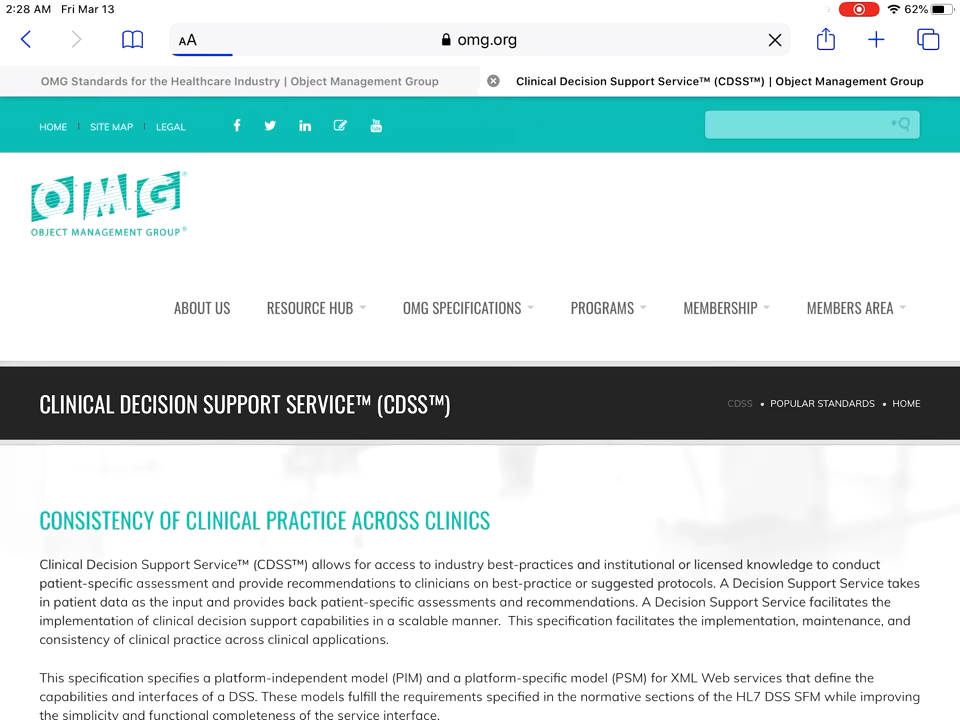 2:28 AM Fri Mar 13
62%
AA
omg.org
OMG Standards for the Healthcare Industry | Object Management Group
Clinical Decision Support Service™ (CDSS™) | Object Management Group
HOME
SITE MAP
LEGAL
You
Tube
OMG®
OBJECT MANAGEMENT GROUP®
ABOUT US
RESOURCE HUB
OMG SPECIFICATIONS
PROGRAMS
MEMBERSHIP
MEMBERS AREA
CLINICAL DECISION SUPPORT SERVICE™ (CDSS™)
CDSS • POPULAR STANDARDS • HOME
CONSISTENCY OF CLINICAL PRACTICE ACROSS CLINICS
Clinical Decision Support Service™ (CDSS™) allows for access to industry best-practices and institutional or licensed knowledge to conduct
patient-specific assessment and provide recommendations to clinicians on best-practice or suggested protocols. A Decision Support Service takes
in patient data as the input and provides back patient-specific assessments and recommendations. A Decision Support Service facilitates the
implementation of clinical decision support capabilities in a scalable manner. This specification facilitates the implementation, maintenance, and
consistency of clinical practice across clinical applications.
This specification specifies a platform-independent model (PIM) and a platform-specific model (PSM) for XML Web services that define the
capabilities and interfaces of a DSS. These models fulfill the requirements specified in the normative sections of the HL7 DSS SFM while improving
the simplicity and functional completeness of the service interface.